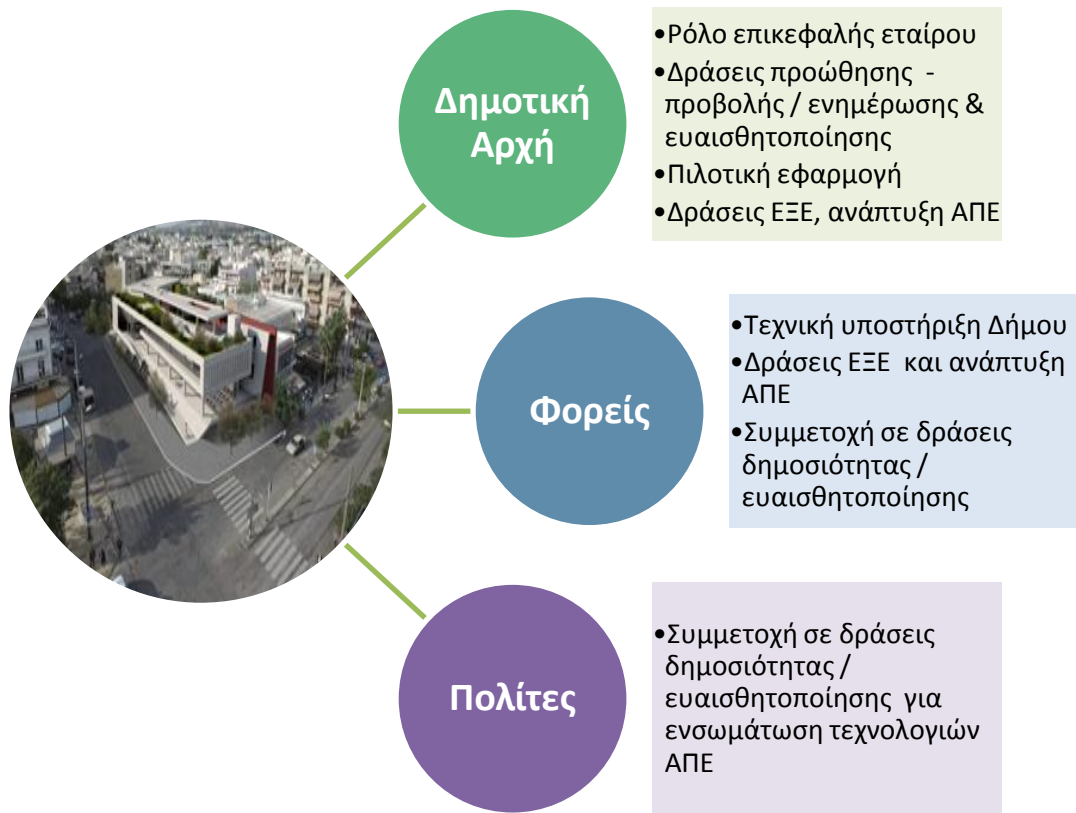 Δημοτική
Αρχή
•Ρόλο επικεφαλής εταίρου
•Δράσεις προώθησης -
προβολής / ενημέρωσης &
ευαισθητοποίησης
•Πιλοτική εφαρμογή
•Δράσεις ΕΞΕ, ανάπτυξη ΑΠΕ
Φορείς
•Τεχνική υποστήριξη Δήμου
•Δράσεις ΕΞΕ και ανάπτυξη
ΑΠΕ
•Συμμετοχή σε δράσεις
δημοσιότητας /
ευαισθητοποίησης
Πολίτες
•Συμμετοχή σε δράσεις
δημοσιότητας /
ευαισθητοποίησης για
ενσωμάτωση τεχνολογιών
ΑΠΕ